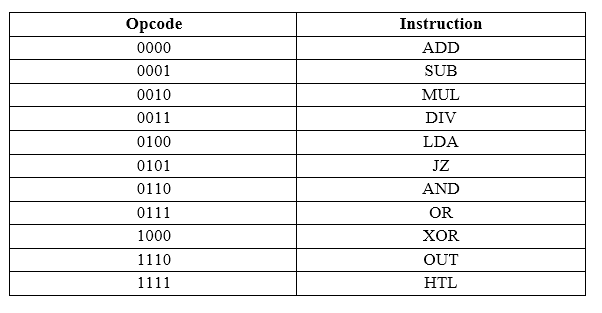 Opcode Instruction
0000 ADD
0001 SUB
0010 MUL
0011 DIV
0100 LDA
0101 JZ
0110 AND
0111 OR
1000 XOR
1110 OUT
1111 HTL